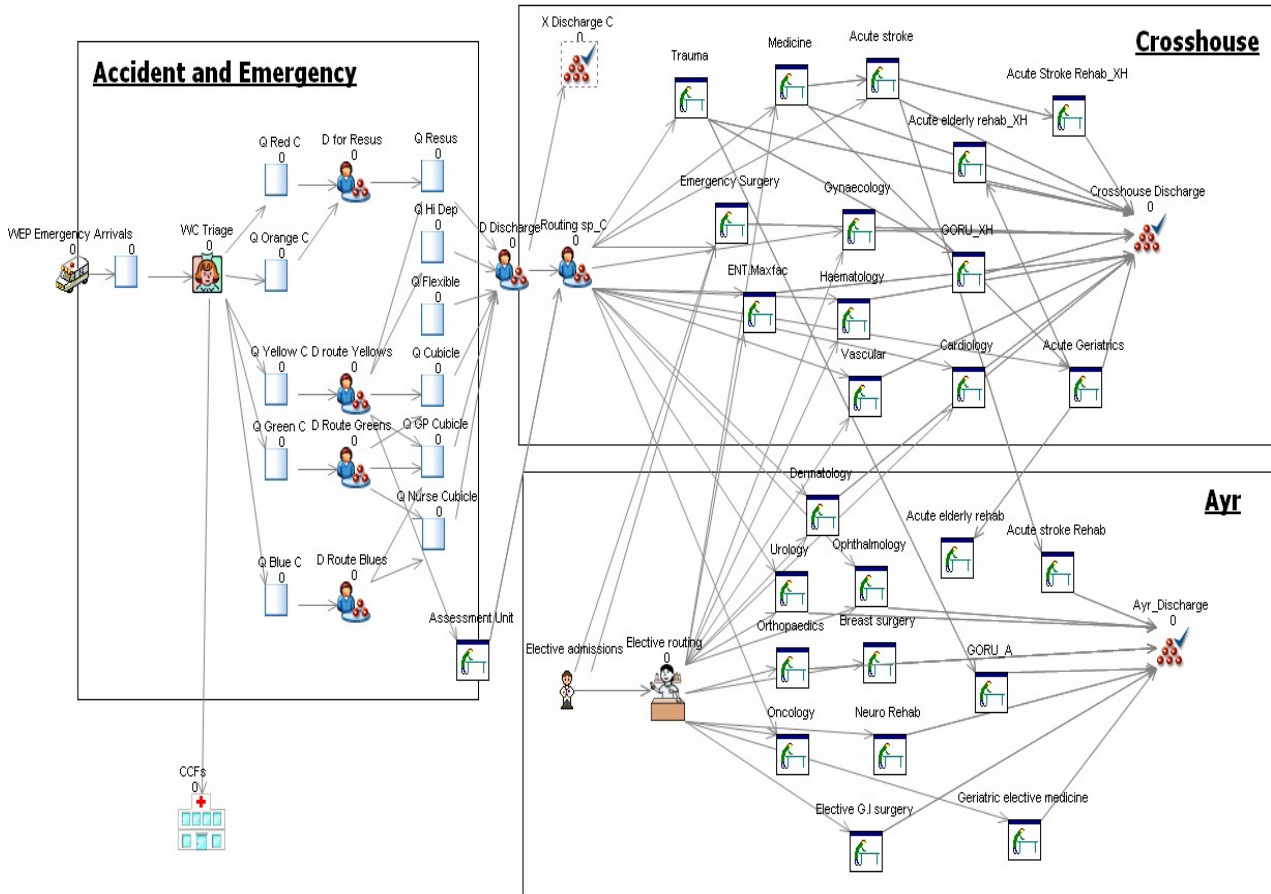 X Discharge C
0
Crosshouse
Accident and Emergency
Trauma
Medicine
Acute stroke
Acute Stroke Rehab_XH
Acute elderly rehab_XH
Q Red C
0
D for Resus
0
Q Resus
0
Emergency Surgery
Gynaecology
Crosshouse Discharge
0
Q Hi Dep
0
WEP Emergency Arrivals
0
0
WC Triage
0
Q Orange C
0
D Discharge
0
Routing sp_C
0
GORU_XH
Q Flexible
0
ENT.Maxfac
Haematology
Q Yellow C
0
D route Yellows
0
Q Cubicle
0
Vascular
Cardiology
Acute Geriatrics
Q Green C
0
D Route Greens
0
Q GP Cubicle
0
Dermatology
Ayr
Q Nurse Cubicle
0
Acute elderly rehab
Acute stroke Rehab
Q Blue C
0
D Route Blues
0
Urology
Ophthalmology
Assessment Unit
Ayr_Discharge
0
Elective admissions
Elective routing
0
Orthopaedics
Breast surgery
GORU_A
Oncology
Neuro Rehab
CCFs
0
Elective G.I surgery
Geriatric elective medicine